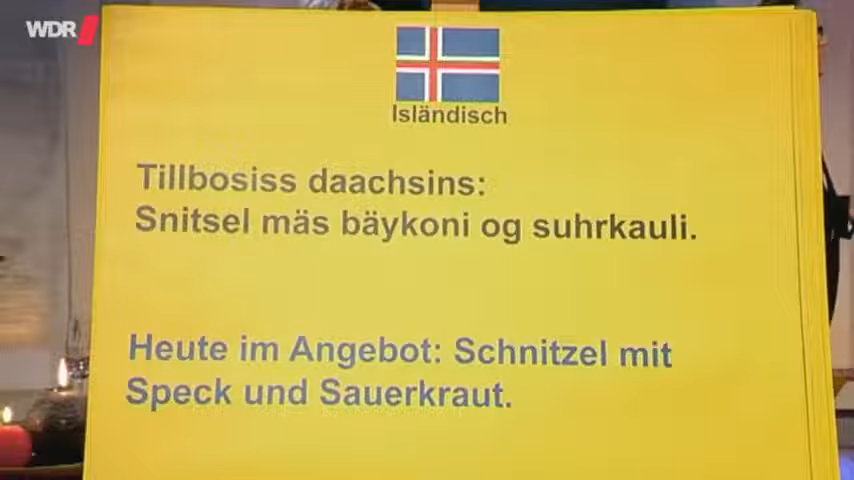 WDR
Isländisch
Tillbosiss daachsins:
Snitsel mäs bäykoni og suhrkauli.
Heute im Angebot: Schnitzel mit
Speck und Sauerkraut.